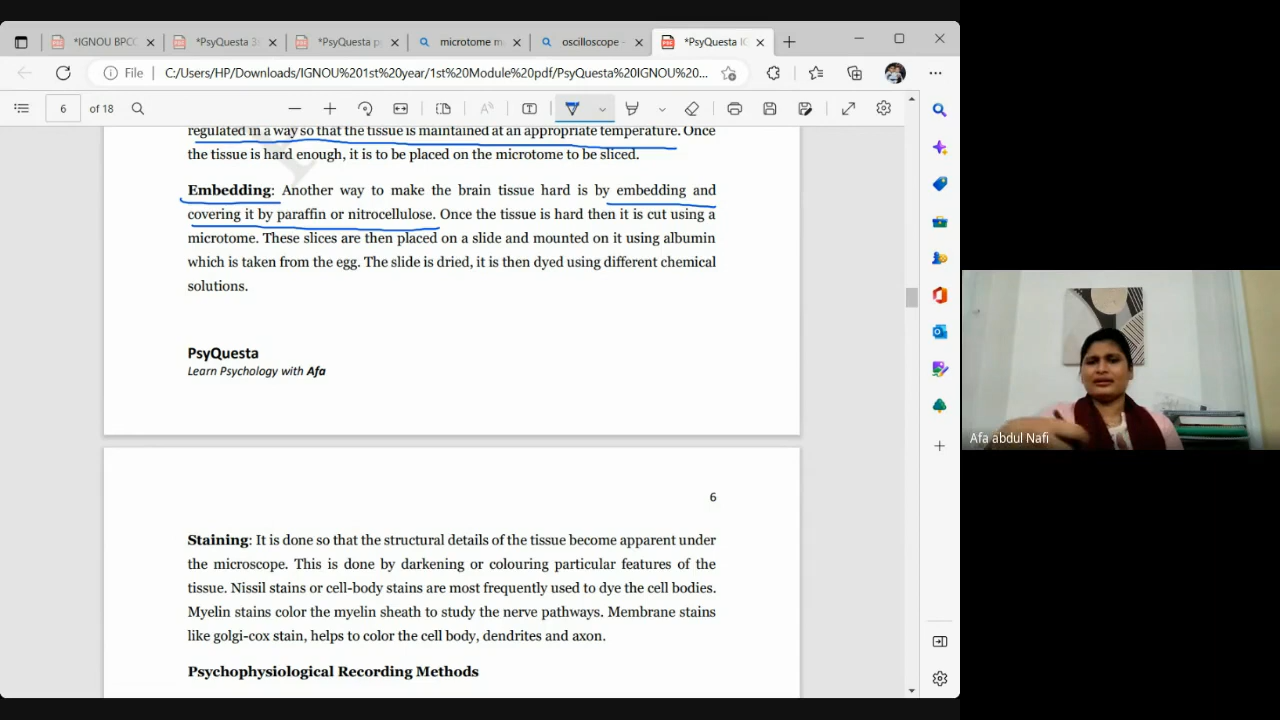 *IGNOU BPCC
*PsyQuesta 3
*PsyQuesta p
microtome m
oscilloscope -
*PsyQuesta IG
File
C:/Users/HP/Downloads/IGNOU%201st%20year/1st%20Module%20pdf/PsyQuesta%20IGNOU%20...
6 of 18
regulated in a way so that the tissue is maintained at an appropriate temperature. Once
the tissue is hard enough, it is to be placed on the microtome to be sliced.
Embedding: Another way to make the brain tissue hard is by embedding and
covering it by paraffin or nitrocellulose. Once the tissue is hard then it is cut using a
microtome. These slices are then placed on a slide and mounted on it using albumin
which is taken from the egg. The slide is dried, it is then dyed using different chemical
solutions.
PsyQuesta
Learn Psychology with Afa
6
Staining: It is done so that the structural details of the tissue become apparent under
the microscope. This is done by darkening or colouring particular features of the
tissue. Nissil stains or cell-body stains are most frequently used to dye the cell bodies.
Myelin stains color the myelin sheath to study the nerve pathways. Membrane stains
like golgi-cox stain, helps to color the cell body, dendrites and axon.
Psychophysiological Recording Methods
Afa abdul Nafi